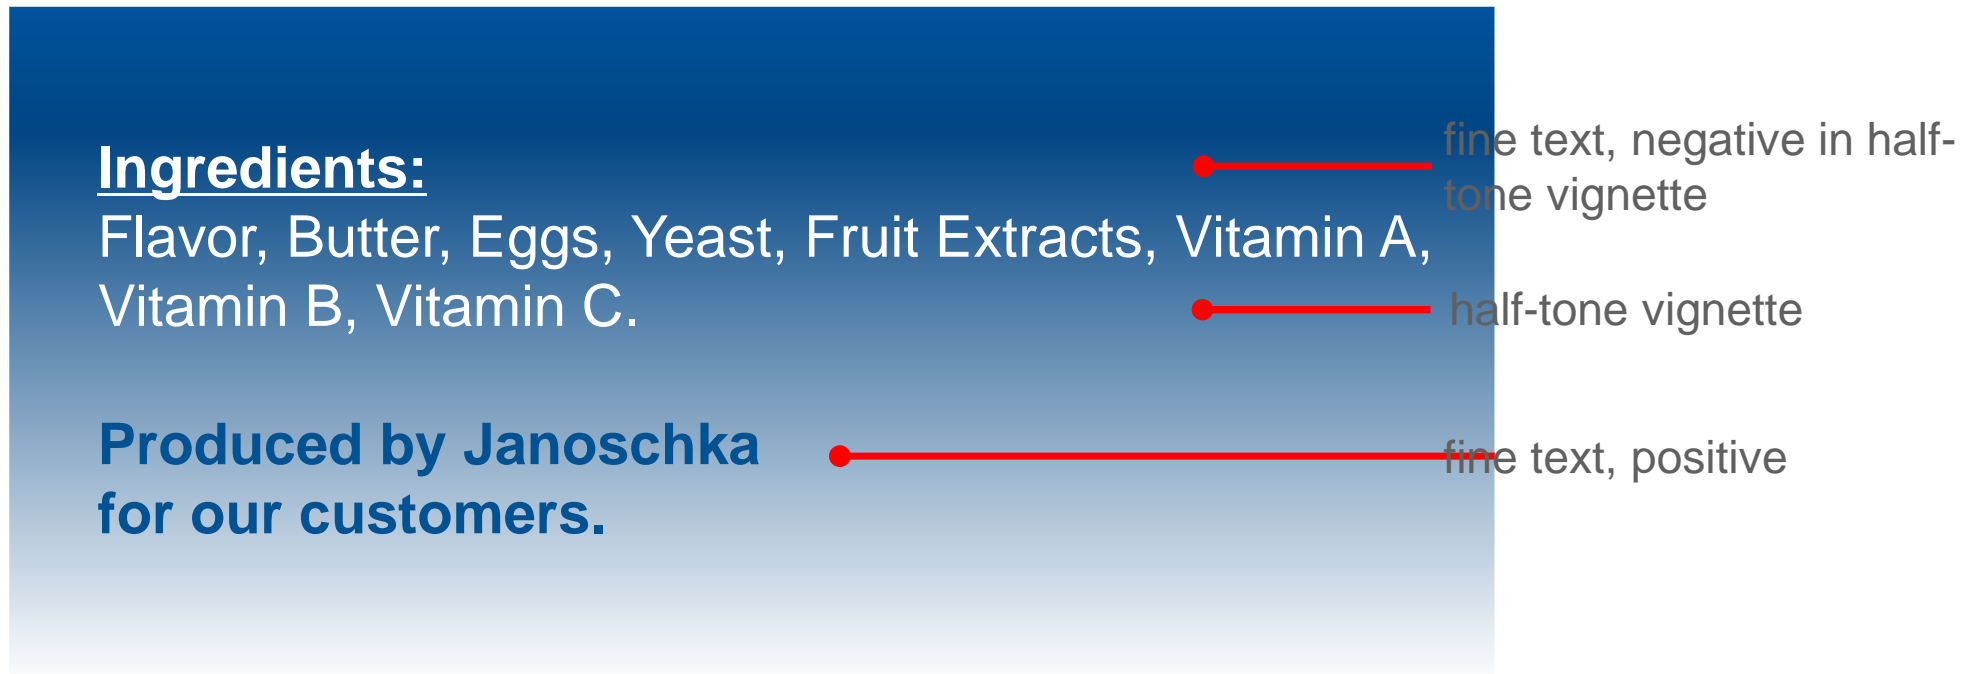 Ingredients:
Flavor, Butter, Eggs, Yeast, Fruit Extracts, Vitamin A,
Vitamin B, Vitamin C.
Produced by Janoschka
for our customers.
fine text, negative in half-
tone vignette
half-tone vignette
fine text, positive